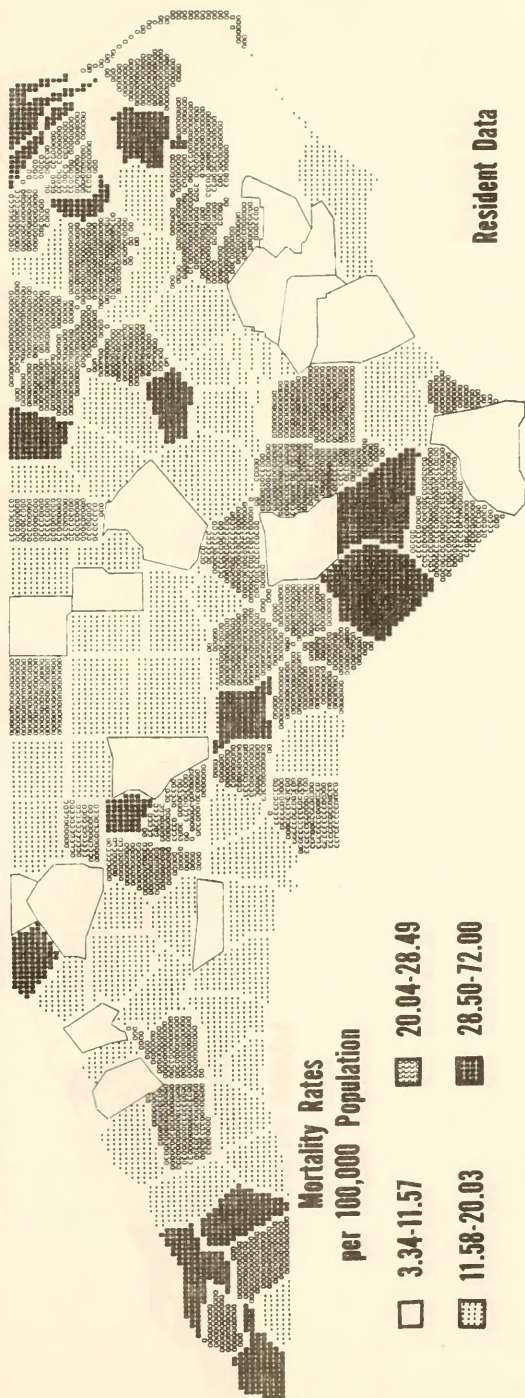 Mortality Rates
per 100,000 Population
3.34-11.57
20.04-28.49
11.58-20.03
28.50-72.00
Resident Data